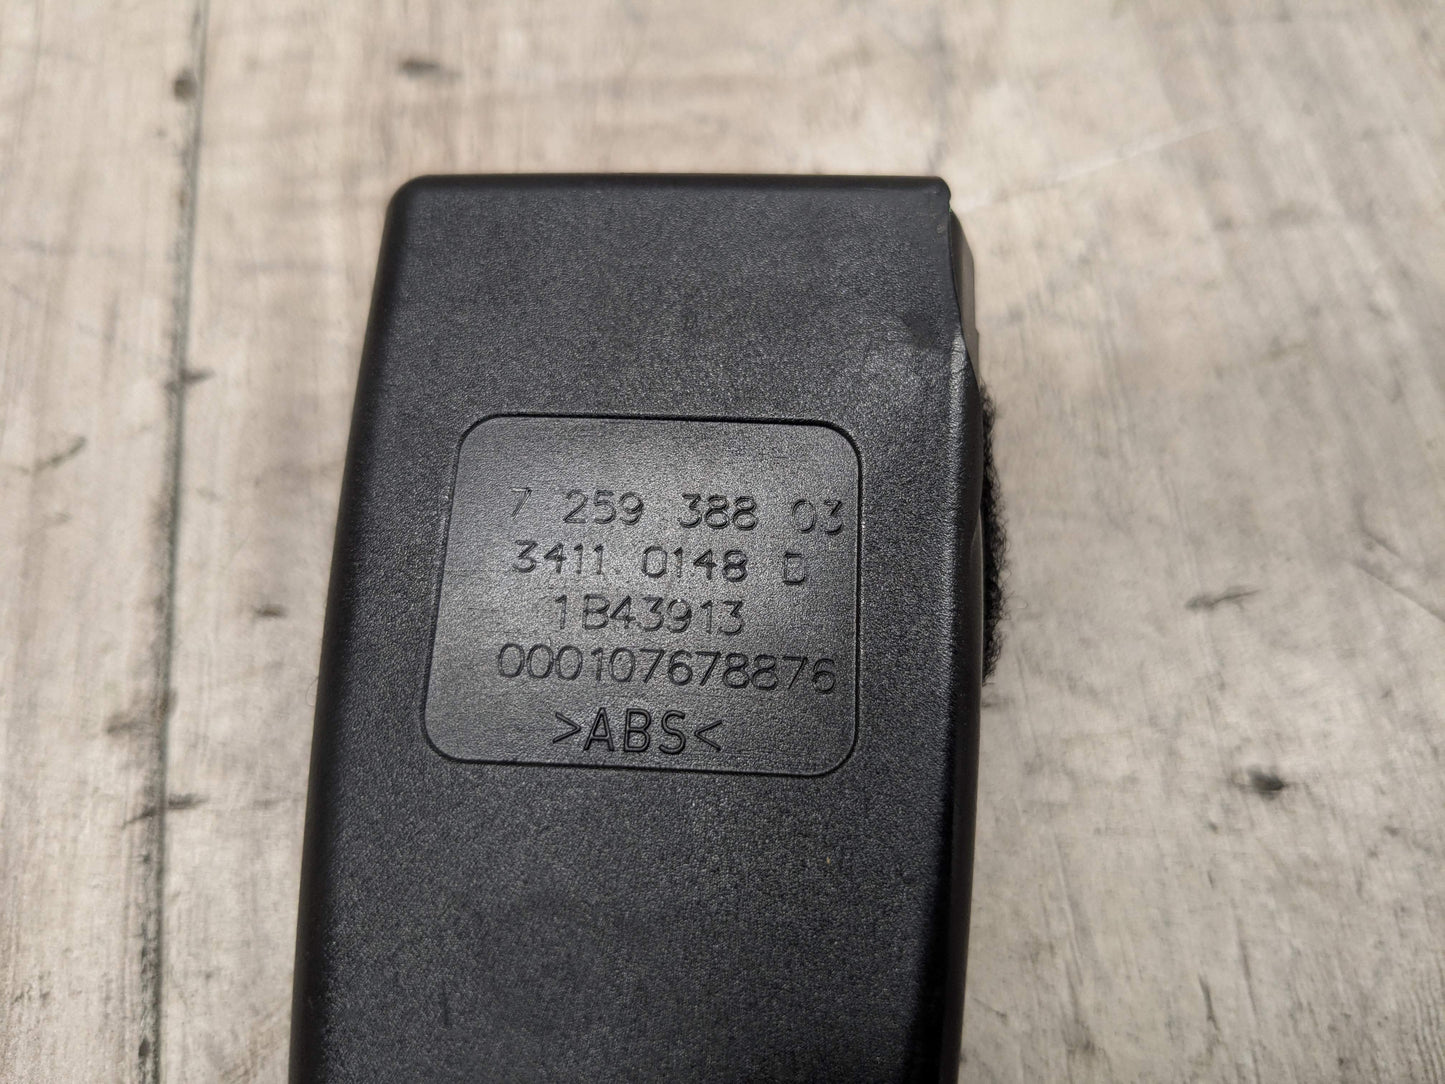 7 259 388 03
3411 0148 D
1B43913
000107678876
>ABS<